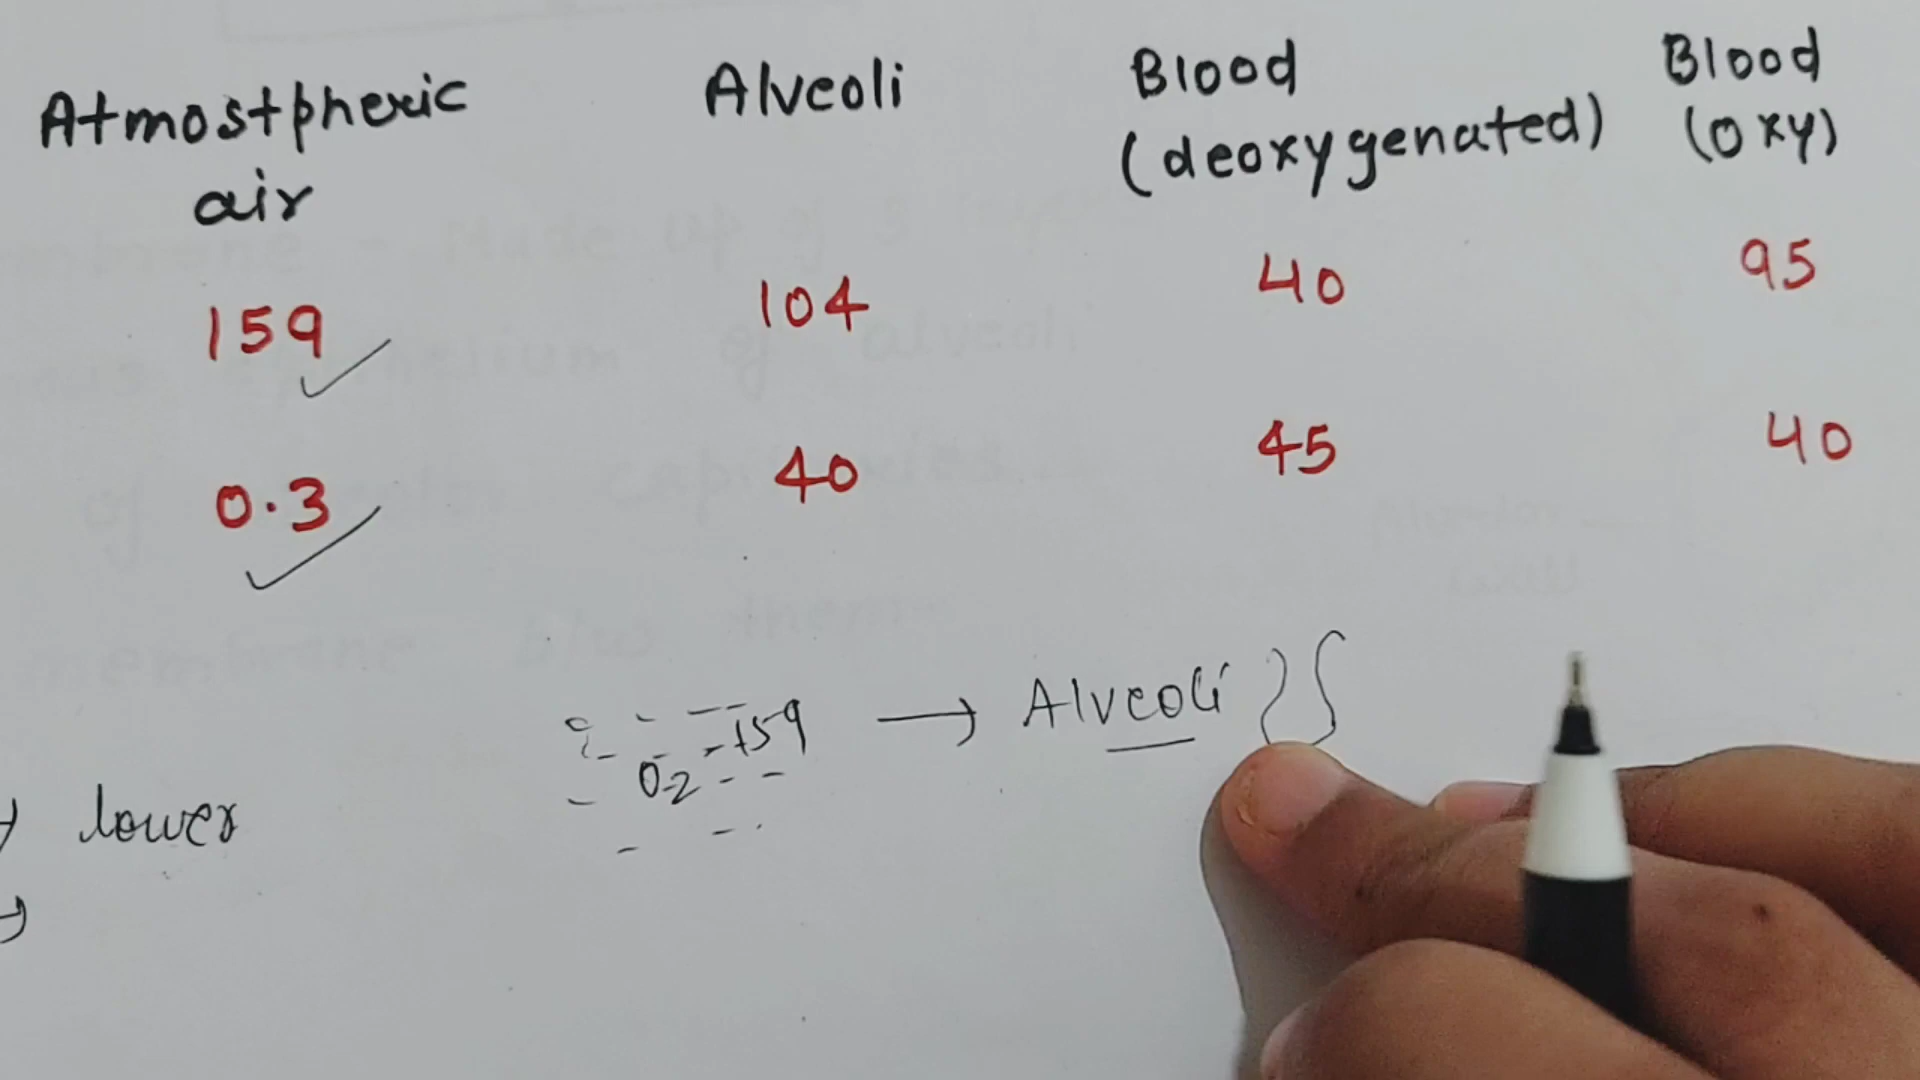 Atmostpheric Alveoli Blood Blood
air (deoxygenated) (oxy)
159 104 40 95
0.3 40 45 40
159 → Alveoli
O2
lower